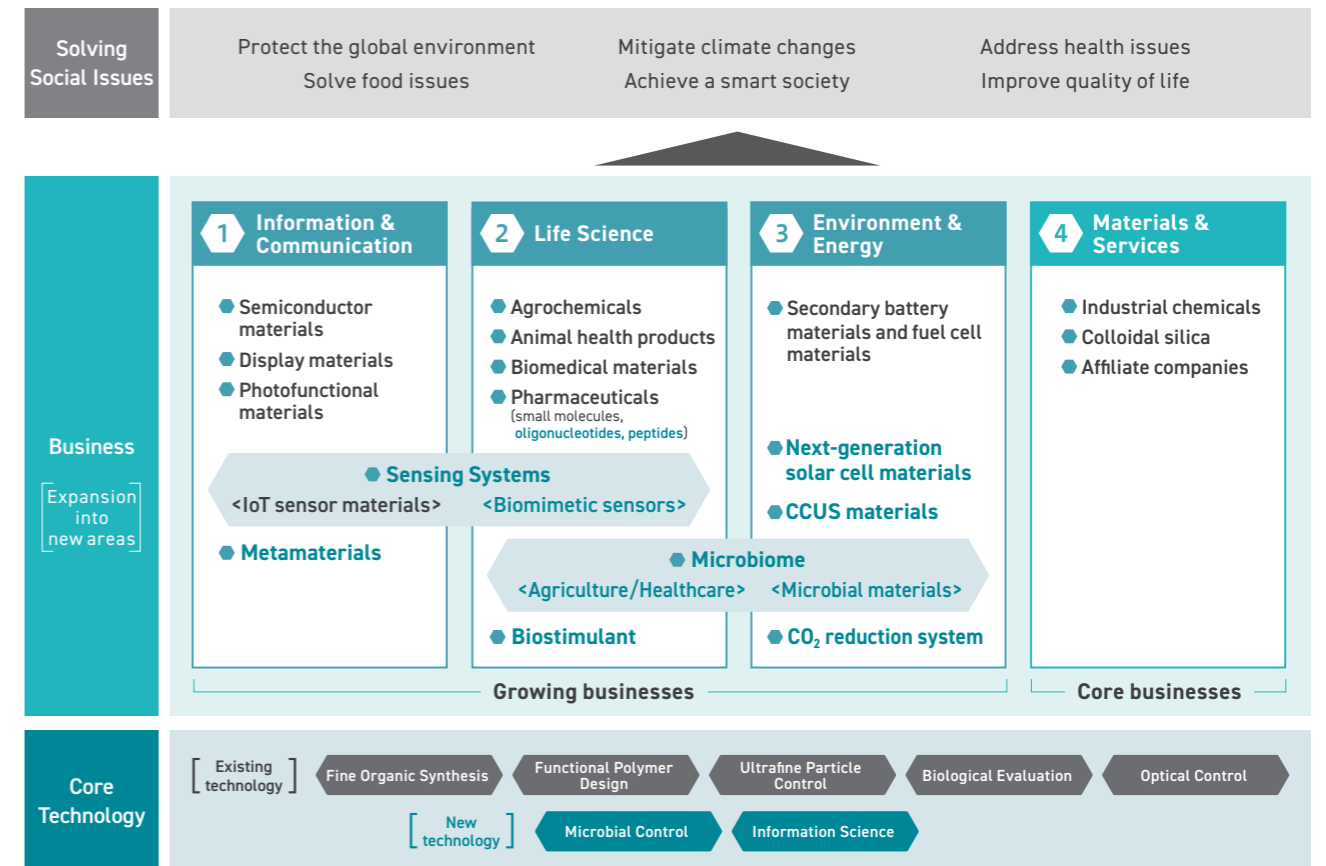 Solving
Social Issues
Protect the global environment
Mitigate climate changes
Address health issues
Solve food issues
Achieve a smart society
Improve quality of life
Business
[Expansion
into
new areas]
1
Information &
Communication
Semiconductor
materials
Display materials
Photofunctional
materials
2
Life Science
Agrochemicals
Animal health products
Biomedical materials
Pharmaceuticals
(small molecules,
oligonucleotides, peptides)
3
Environment &
Energy
Secondary battery
materials and fuel cell
materials
Next-generation
solar cell materials
CCUS materials
4
Materials &
Services
Industrial chemicals
Colloidal silica
Affiliate companies
Sensing Systems
<IoT sensor materials>
<Biomimetic sensors>
Metamaterials
Microbiome
<Agriculture/Healthcare>
<Microbial materials>
Biostimulant
CO₂ reduction system
Growing businesses
Core businesses
Core
Technology
[Existing
technology]
Fine Organic Synthesis
Functional Polymer
Design
Ultrafine Particle
Control
Biological Evaluation
Optical Control
[New
technology]
Microbial Control
Information Science